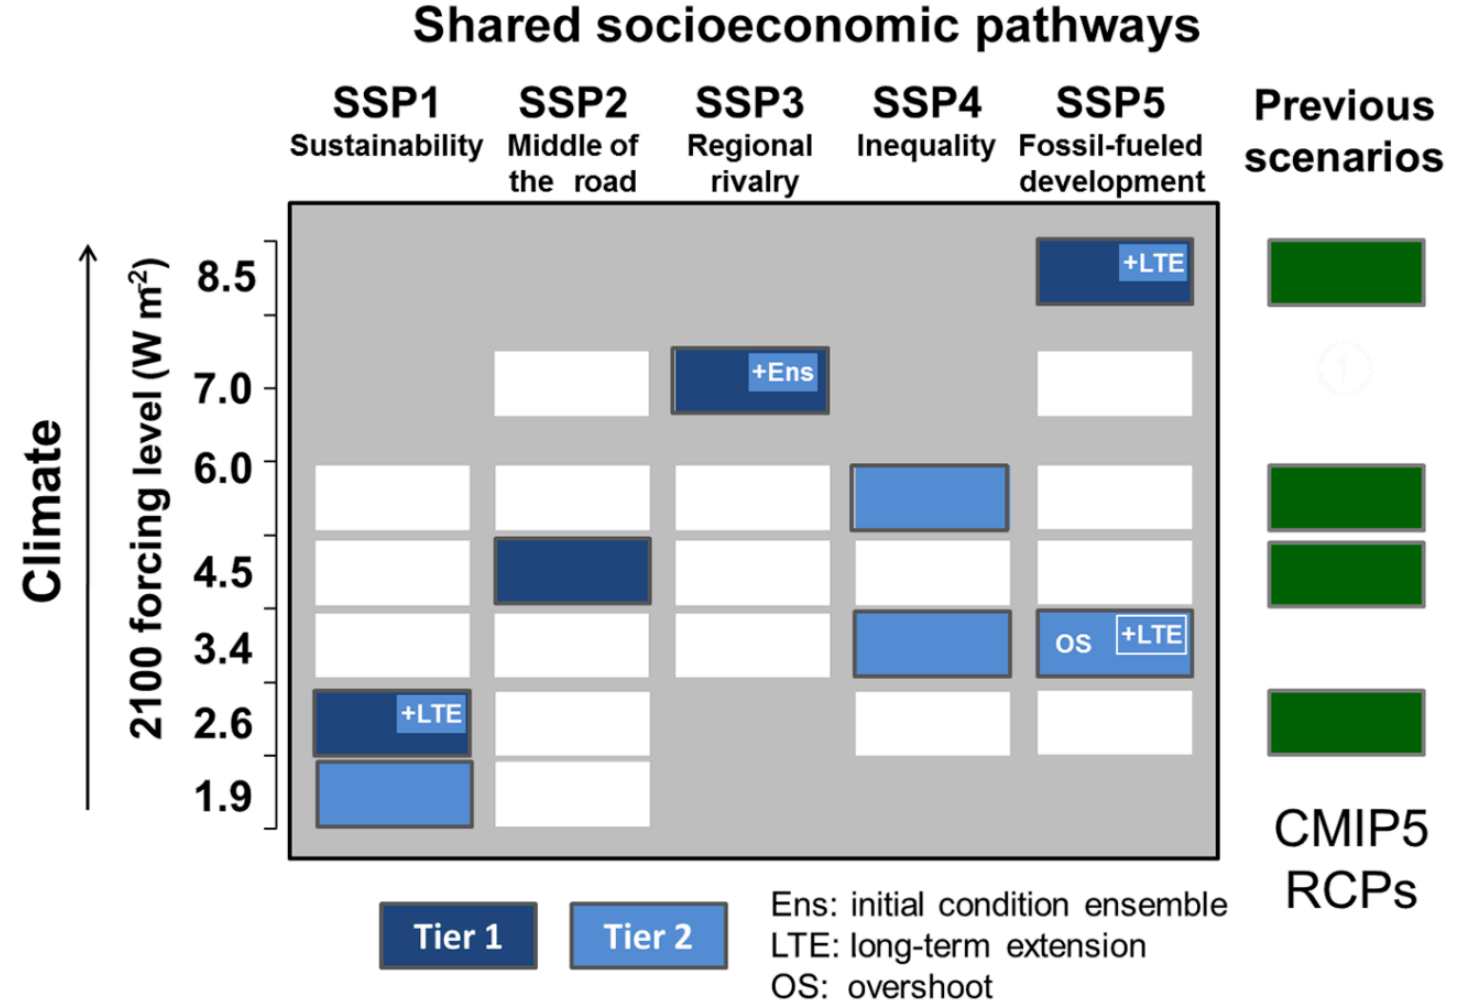 Shared socioeconomic pathways
SSP1
Sustainability
SSP2
Middle of
the road
SSP3
Regional
rivalry
SSP4
Inequality
SSP5
Fossil-fueled
development
Previous
scenarios
Climate
2100 forcing level (W m-2)
8.5
7.0
6.0
4.5
3.4
2.6
1.9
+LTE
+Ens
OS +LTE
+LTE
1
CMIP5
RCPs
Tier 1
Tier 2
Ens: initial condition ensemble
LTE: long-term extension
OS: overshoot